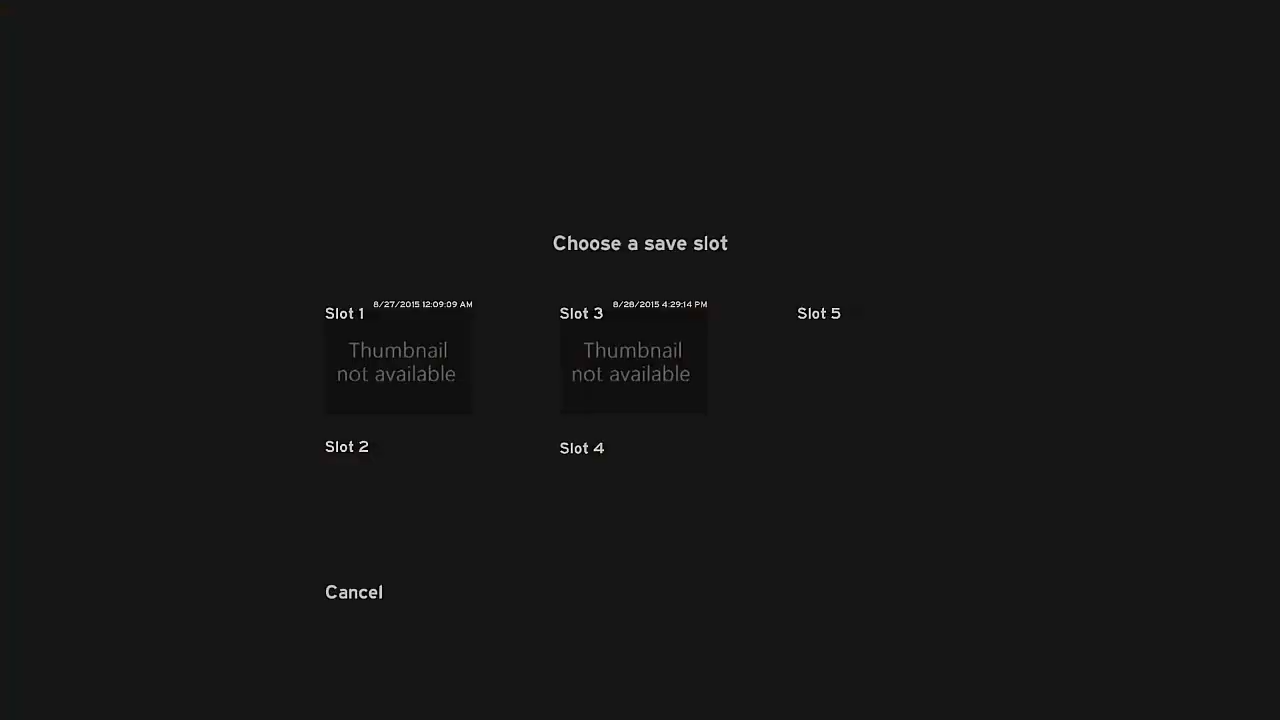 Choose a save slot
Slot 1 8/27/2015 12:09:09 AM
Thumbnail
not available
Slot 2
Slot 3 8/28/2015 4:29:14 PM
Thumbnail
not available
Slot 4
Slot 5
Cancel